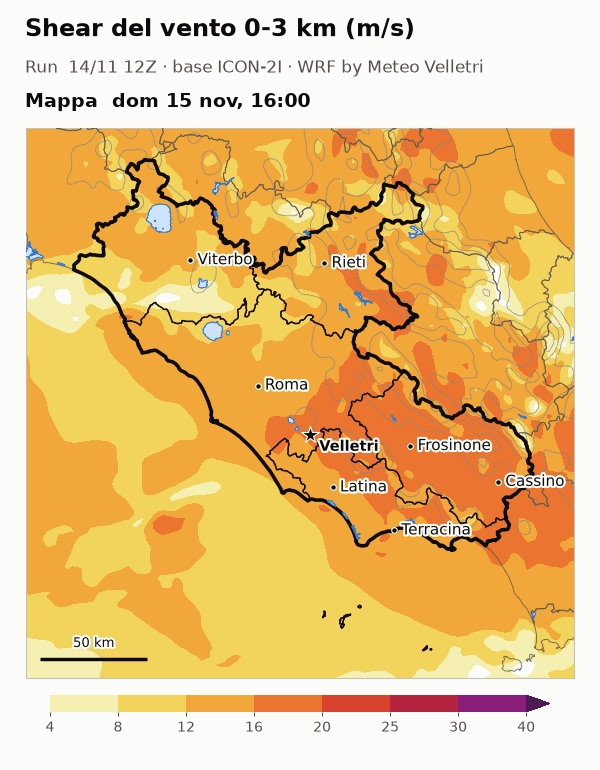 Shear del vento 0-3 km (m/s)
Run  14/11 12Z · base ICON-2I · WRF by Meteo Velletri
Mappa  dom 15 nov, 16:00
Viterbo
Rieti
Roma
Velletri
Frosinone
Latina
Cassino
Terracina
50 km
4 8 12 16 20 25 30 40